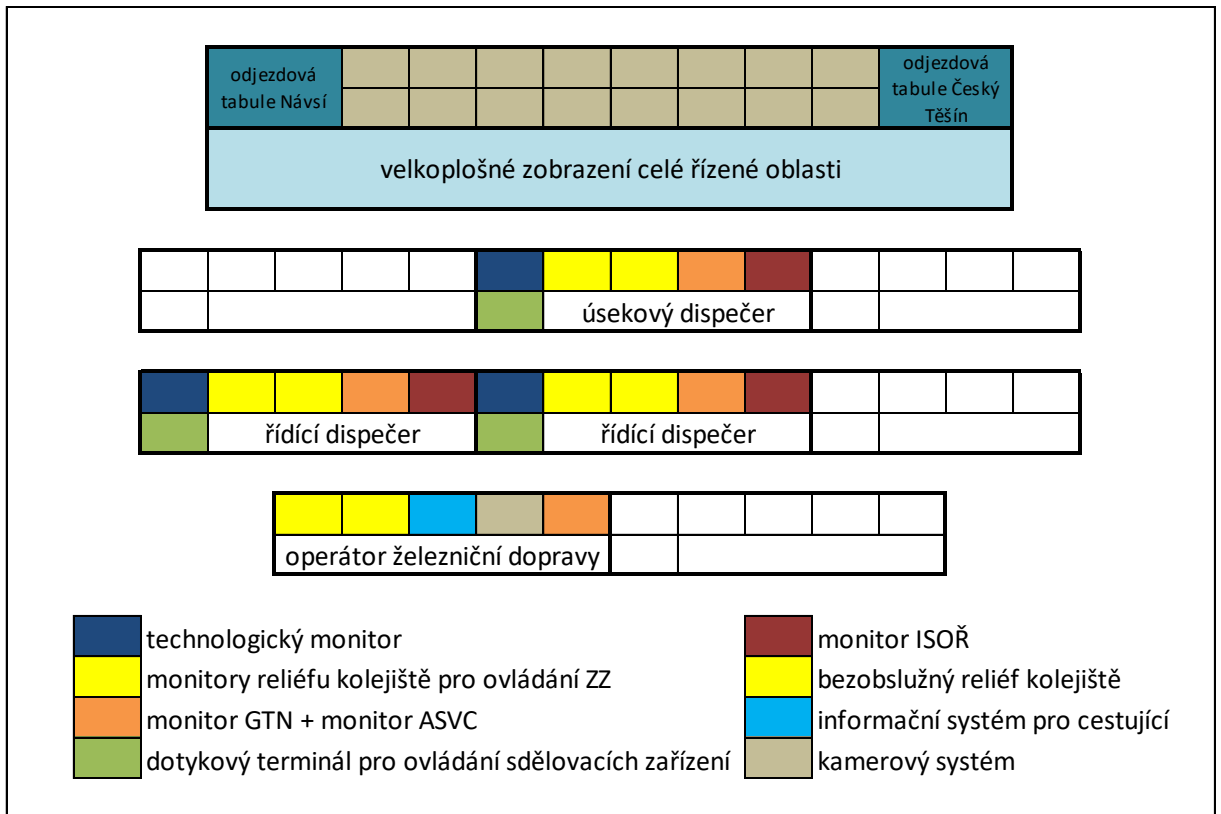 odjezdová
tabule Návsí
odjezdová
tabule Český
Těšín
velkoplošné zobrazení celé řízené oblasti
úsekový dispečer
řídící dispečer
řídící dispečer
operátor železniční dopravy
technologický monitor
monitor ISOŘ
monitory reliéfu kolejiště pro ovládání ZZ
bezobslužný reliéf kolejiště
monitor GTN + monitor ASVC
informační systém pro cestující
dotykový terminál pro ovládání sdělovacích zařízení
kamerový systém